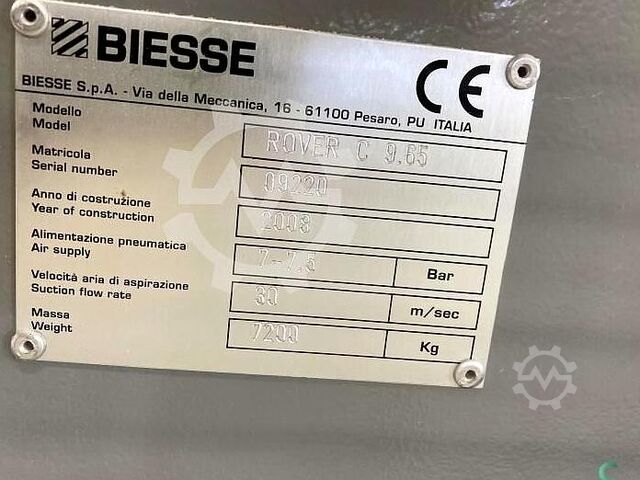 BIESSE
CE
BIESSE S.p.A. - Via della Meccanica, 16 - 61100 Pesaro, PU ITALIA
Modello
Model
ROVER C 9.65
Matricola
Serial number
09220
Anno di costruzione
Year of construction
2008
Alimentazione pneumatica
Air supply
7-7.5 Bar
Velocità aria di aspirazione
Suction flow rate
30 m/sec
Massa
Weight
7200 Kg